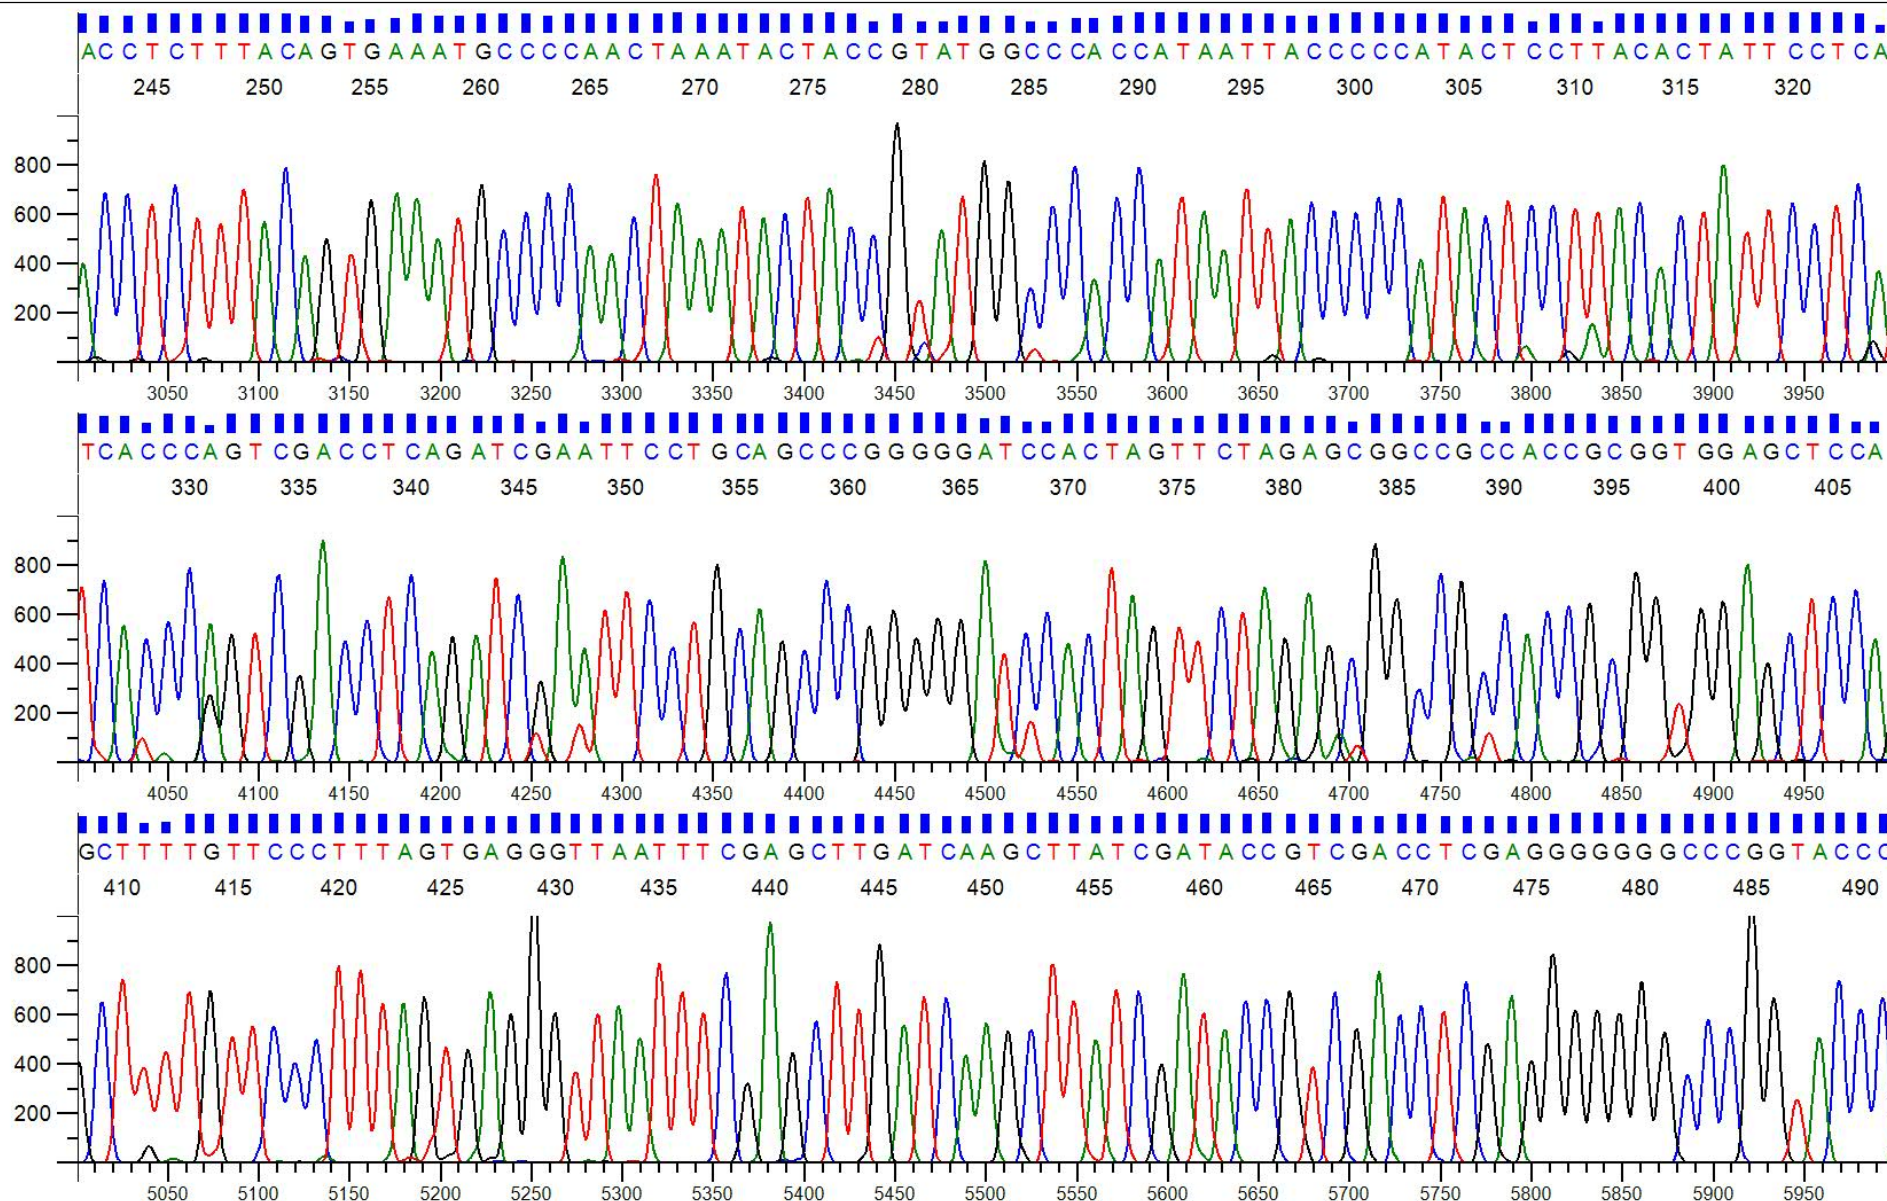 ACCTCTTTACAGTGAAATGCCCCAACTAAATACTACCGTATGGCCCACCATAATTACCCCCATACTCCTTACACTATTCCTCA
245 250 255 260 265 270 275 280 285 290 295 300 305 310 315 320
800
600
400
200
3050 3100 3150 3200 3250 3300 3350 3400 3450 3500 3550 3600 3650 3700 3750 3800 3850 3900 3950
TCACCCAGTCGACCTCAGATCGAATTCCTGCAGCCCGGGGGATCCACTAGTTCTAGAGCGGCCGCCACCGCGGTGGAGCTCCA
330 335 340 345 350 355 360 365 370 375 380 385 390 395 400 405
800
600
400
200
4050 4100 4150 4200 4250 4300 4350 4400 4450 4500 4550 4600 4650 4700 4750 4800 4850 4900 4950
GCTTTTGTTCCCTTTAGTGAGGGTTAATTTCGAGCTTGATCAAGCTTATCGATACCGTCGACCTCGAGGGGGGGCCCGGTACCC
410 415 420 425 430 435 440 445 450 455 460 465 470 475 480 485 490
800
600
400
200
5050 5100 5150 5200 5250 5300 5350 5400 5450 5500 5550 5600 5650 5700 5750 5800 5850 5900 5950